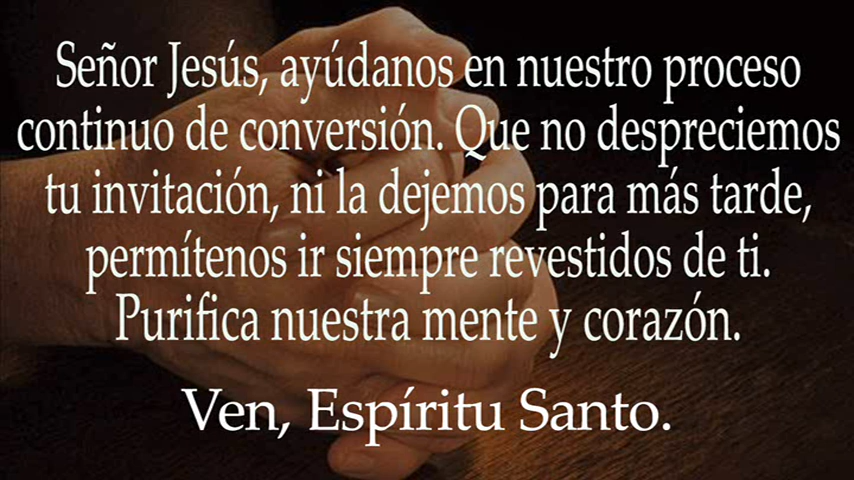 Señor Jesús, ayúdanos en nuestro proceso
continuo de conversión. Que no despreciemos
tu invitación, ni la dejemos para más tarde,
permítenos ir siempre revestidos de ti.
Purifica nuestra mente y corazón.
Ven, Espíritu Santo.